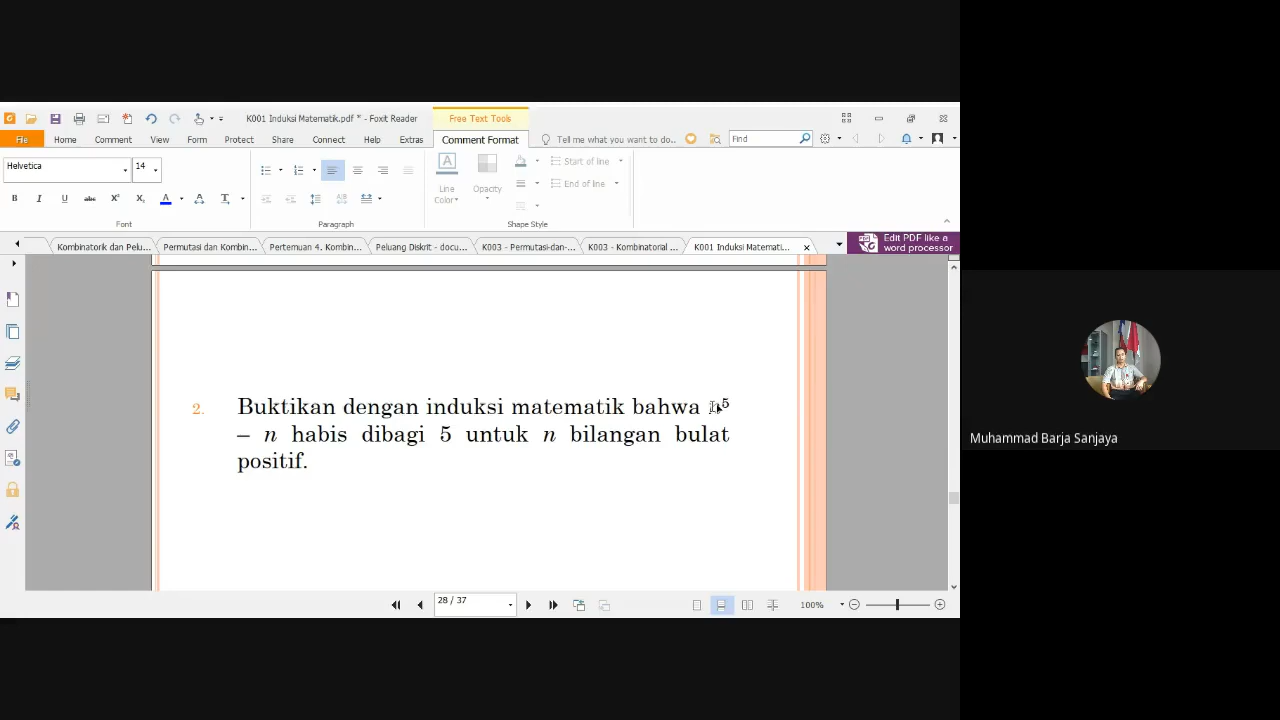 K001 Induksi Matematik.pdf * - Foxit Reader
Free Text Tools
File Home Comment View Form Protect Share Connect Help Extras Comment Format Tell me what you want to do.. Find
Helvetica 14
Start of line
End of line
Line Color
Opacity
Font Paragraph Shape Style
Kombinatorik dan Pelu... Permutasi dan Kombin... Pertemuan 4. Kombin... Peluang Diskrit - docu... K003 - Permutasi-dan-... K003 - Kombinatorial ... K001 Induksi Matemati...
Edit PDF like a
word processor
2. Buktikan dengan induksi matematik bahwa n⁵
– n habis dibagi 5 untuk n bilangan bulat
positif.
Muhammad Barja Sanjaya
28 / 37
100%